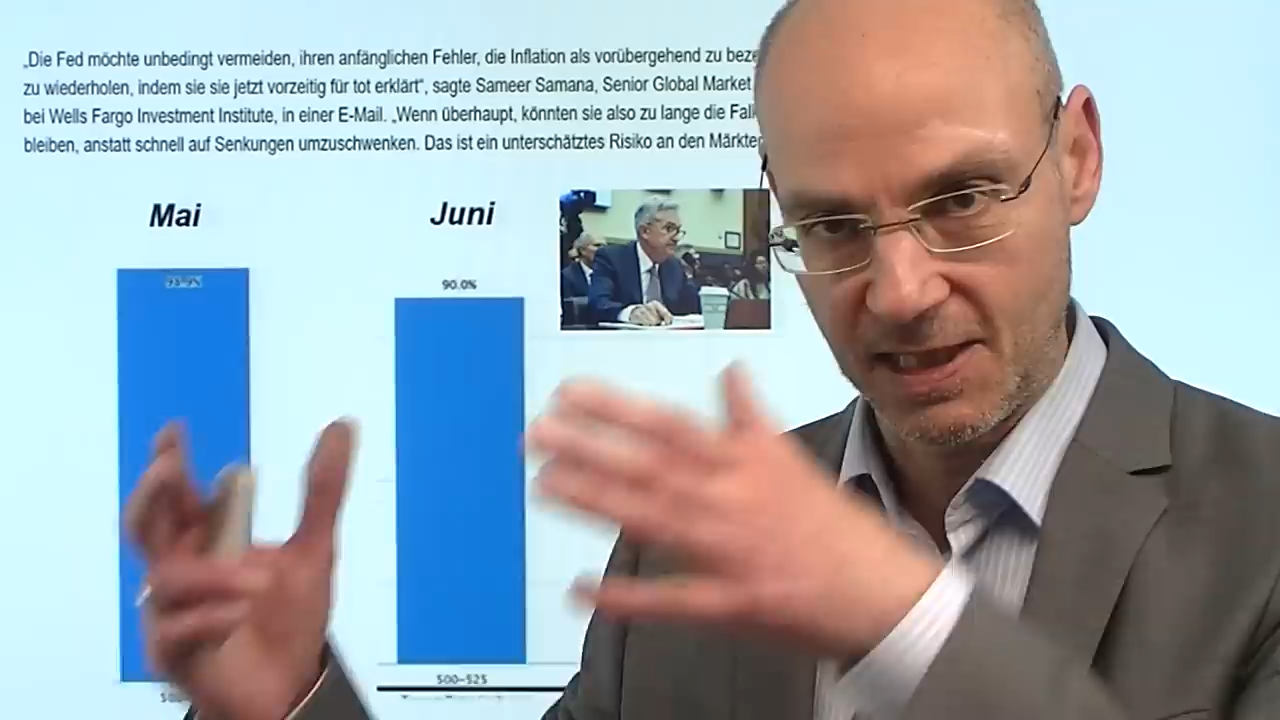 „Die Fed möchte unbedingt vermeiden, ihren anfänglichen Fehler, die Inflation als vorübergehend zu
zu wiederholen, indem sie sie jetzt vorzeitig für tot erklärt“, sagte Sameer Samana, Senior Global Market
bei Wells Fargo Investment Institute, in einer E-Mail. „Wenn überhaupt, könnten sie also zu lange die
bleiben, anstatt schnell auf Senkungen umzuschwenken. Das ist ein unterschätztes Risiko an den
Mai
Juni
90.0%
500-525